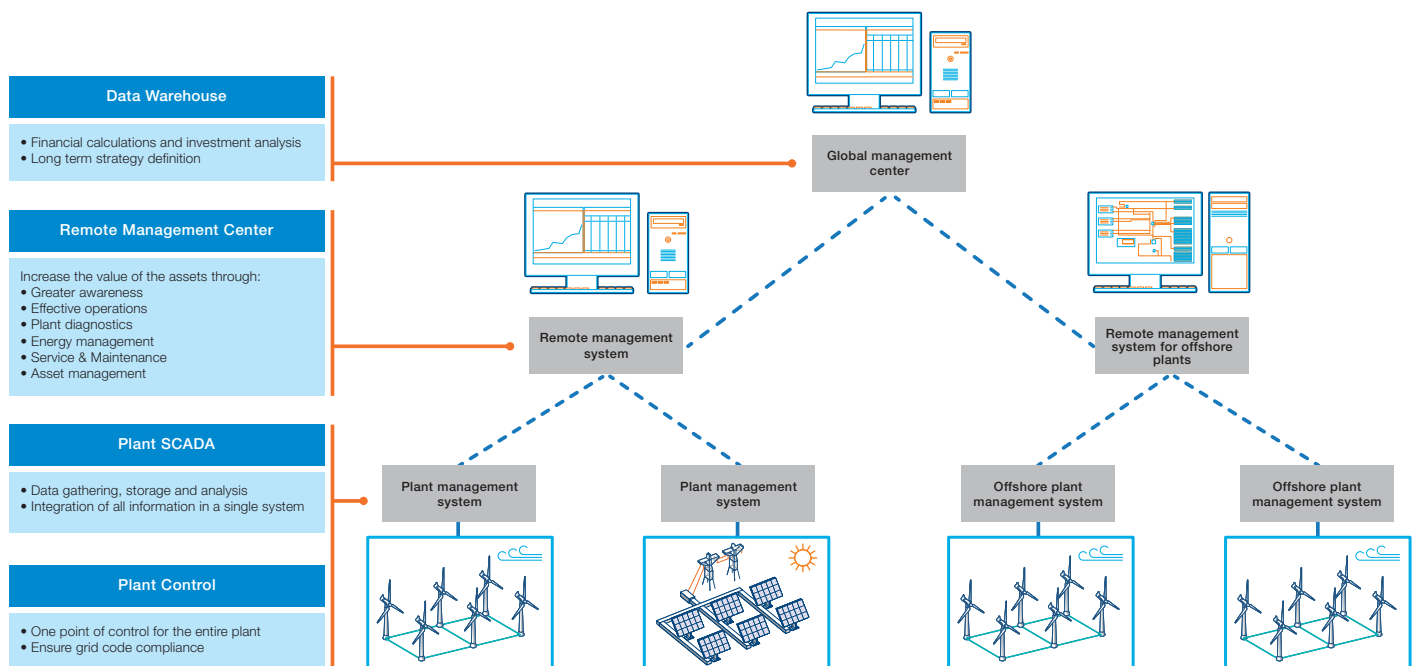 Data Warehouse
• Financial calculations and investment analysis
• Long term strategy definition
Remote Management Center
Increase the value of the assets through:
• Greater awareness
• Effective operations
• Plant diagnostics
• Energy management
• Service & Maintenance
• Asset management
Plant SCADA
• Data gathering, storage and analysis
• Integration of all information in a single system
Plant Control
• One point of control for the entire plant
• Ensure grid code compliance
Global management
center
Remote management
system
Remote management
system for offshore
plants
Plant management
system
Plant management
system
Offshore plant
management system
Offshore plant
management system